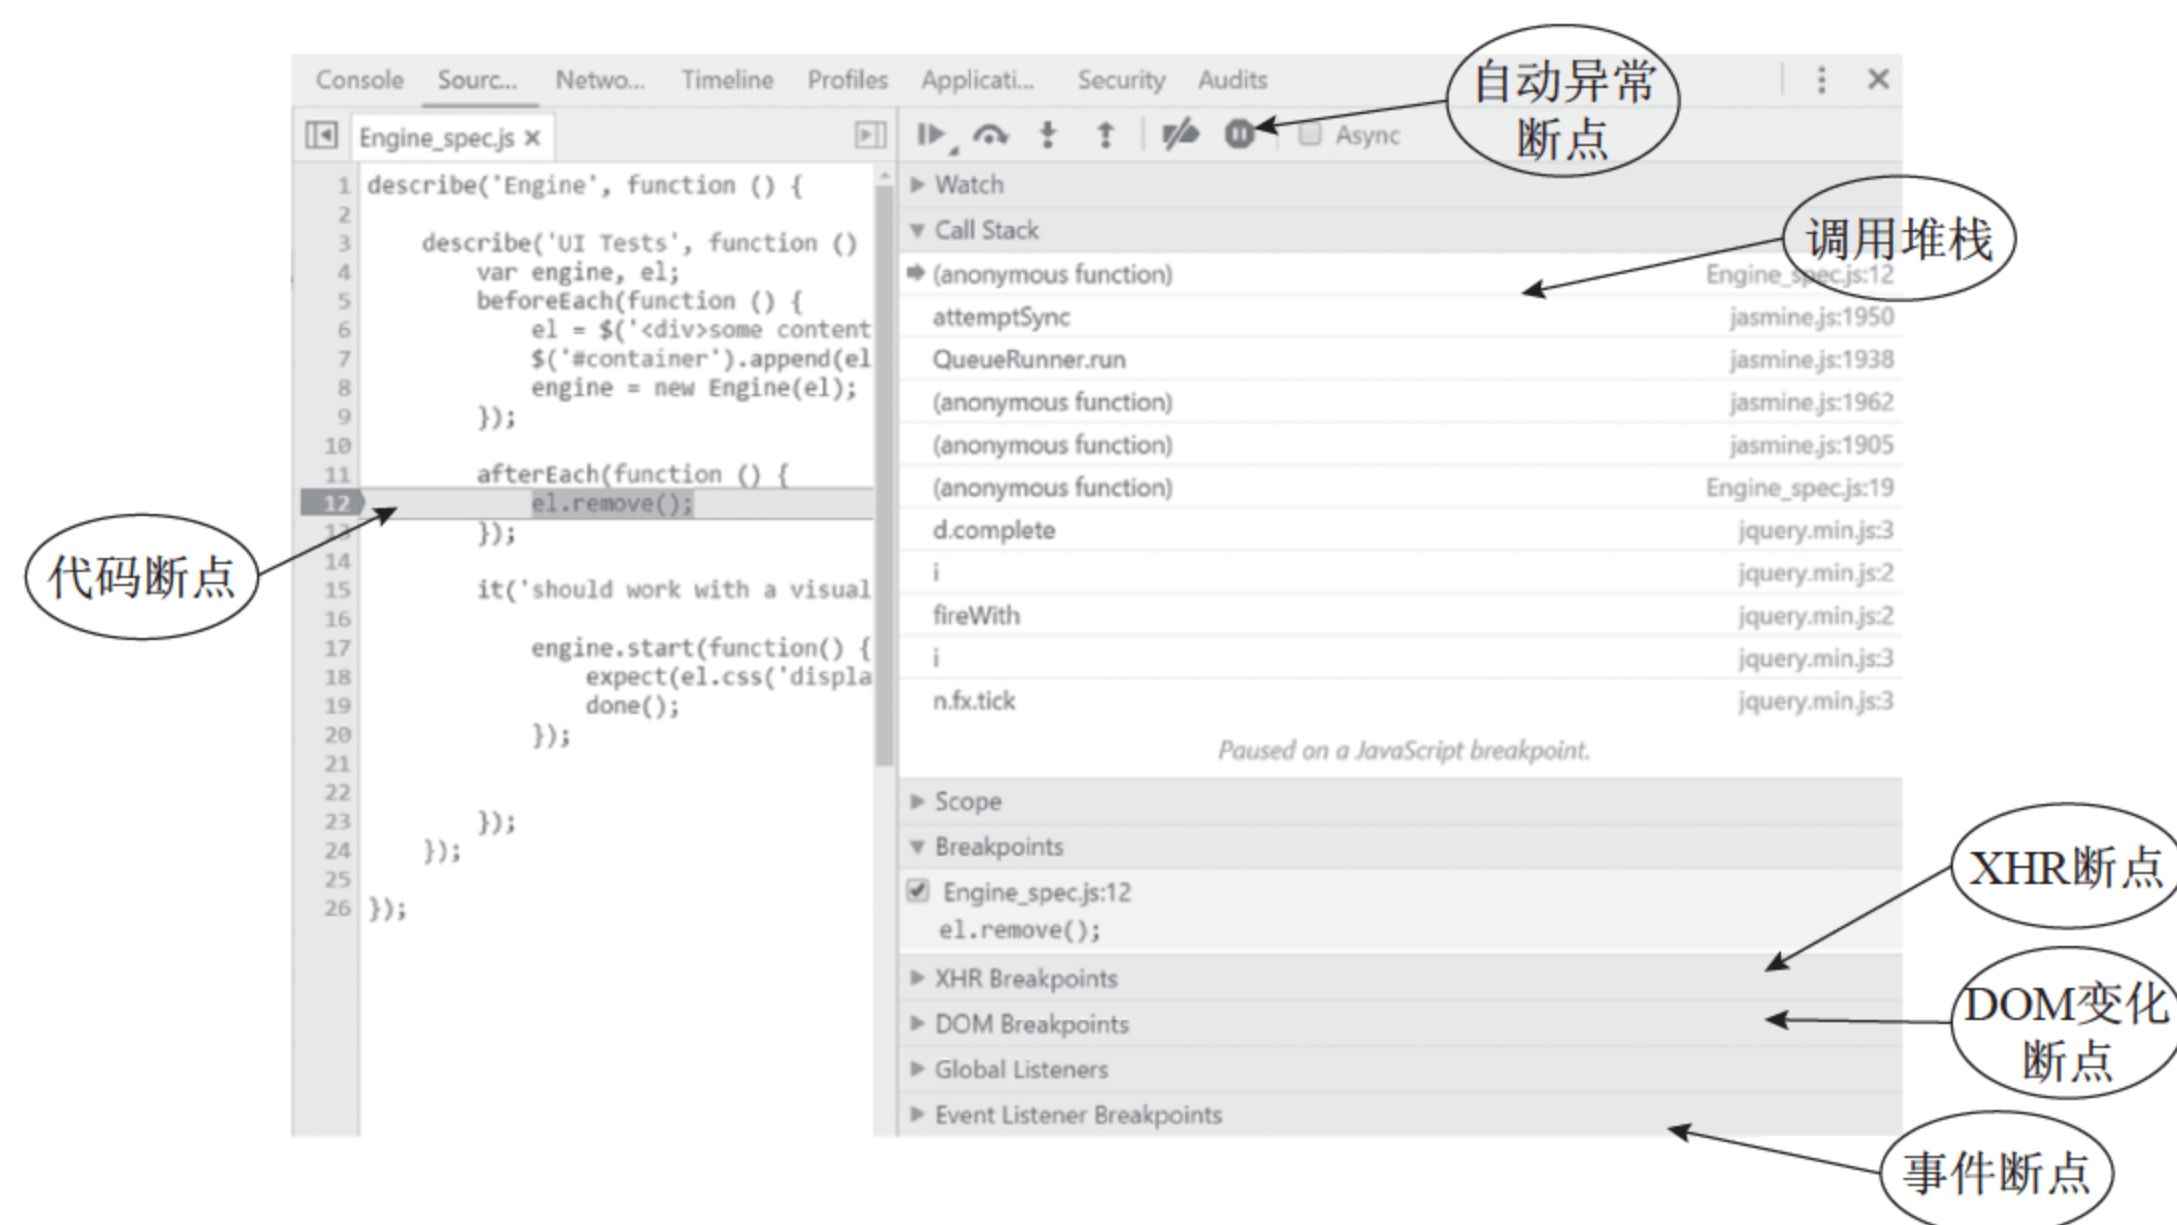 Console Sourc... Netwo... Timeline Profiles Applicati... Security Audits
自动异常
断点
Engine_spec.js
Async
1 describe('Engine', function () {
2
3 describe('UI Tests', function ()
4 var engine, el;
5 beforeEach(function () {
6 el = $('<div>some content
7 $('#container').append(el
8 engine = new Engine(el);
9 });
10
11 afterEach(function () {
12 el.remove();
13 });
14
15 it('should work with a visual
16
17 engine.start(function() {
18 expect(el.css('displa
19 done();
20 });
21
22
23 });
24 });
25
26 });
代码断点
Watch
Call Stack
调用堆栈
(anonymous function) Engine_spec.js:12
attemptSync jasmine.js:1950
QueueRunner.run jasmine.js:1938
(anonymous function) jasmine.js:1962
(anonymous function) jasmine.js:1905
(anonymous function) Engine_spec.js:19
d.complete jquery.min.js:3
i jquery.min.js:2
fireWith jquery.min.js:2
i jquery.min.js:3
n.fx.tick jquery.min.js:3
Paused on a JavaScript breakpoint.
Scope
Breakpoints
Engine_spec.js:12
el.remove();
XHR断点
XHR Breakpoints
DOM变化
断点
DOM Breakpoints
Global Listeners
Event Listener Breakpoints
事件断点